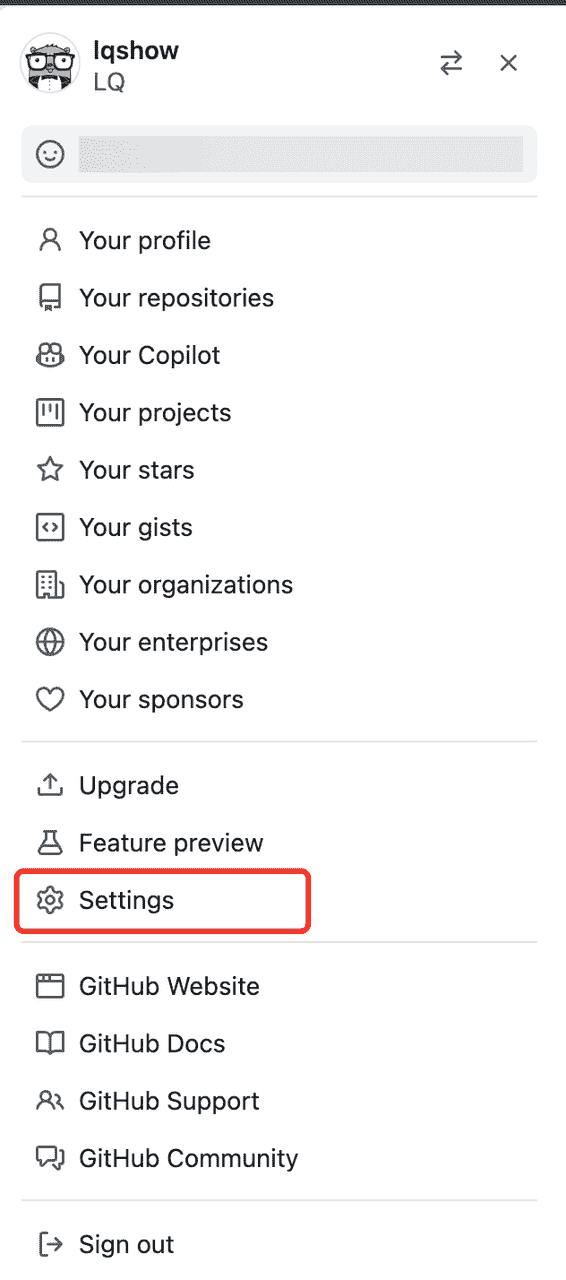 lqshow
LQ
Your profile
Your repositories
Your Copilot
Your projects
Your stars
Your gists
Your organizations
Your enterprises
Your sponsors
Upgrade
Feature preview
Settings
GitHub Website
GitHub Docs
GitHub Support
GitHub Community
Sign out